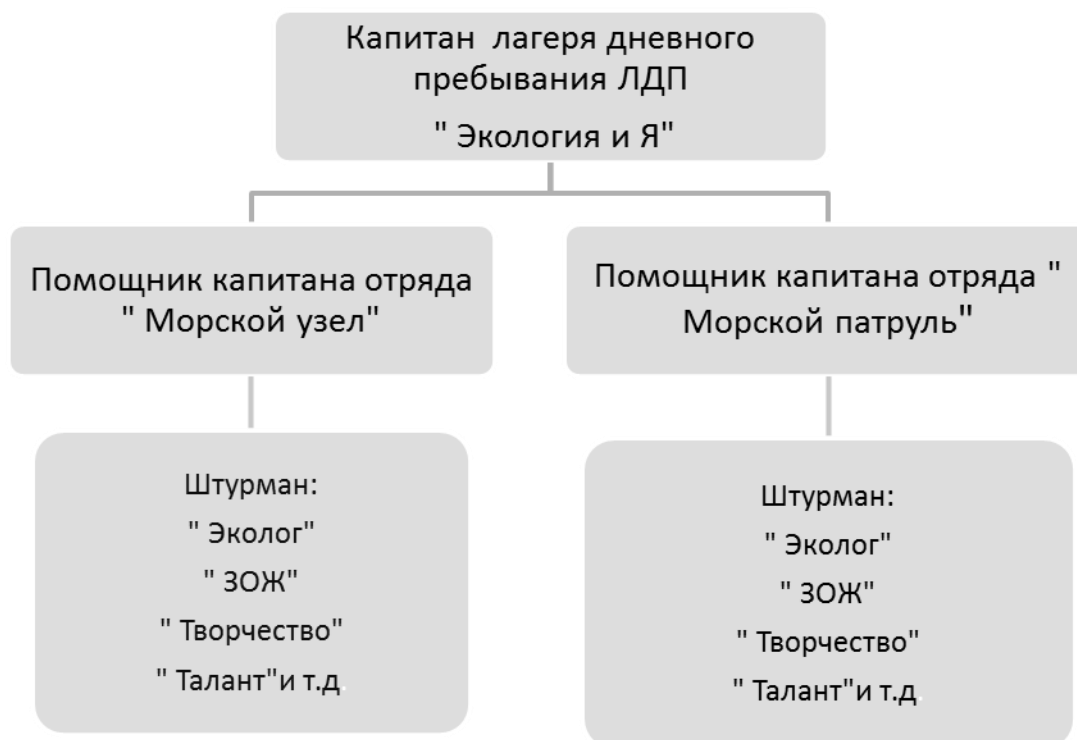 Капитан лагеря дневного
пребывания ЛДП
" Экология и Я"
Помощник капитана отряда
" Морской узел"
Помощник капитана отряда "
Морской патруль"
Штурман:
" Эколог"
" ЗОЖ"
" Творчество"
" Талант"и т.д.
Штурман:
" Эколог"
" ЗОЖ"
" Творчество"
" Талант"и т.д.